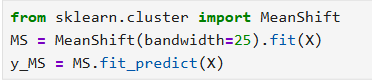 from sklearn.cluster import MeanShift
MS = MeanShift(bandwidth=25).fit(X)
y_MS = MS.fit_predict(X)